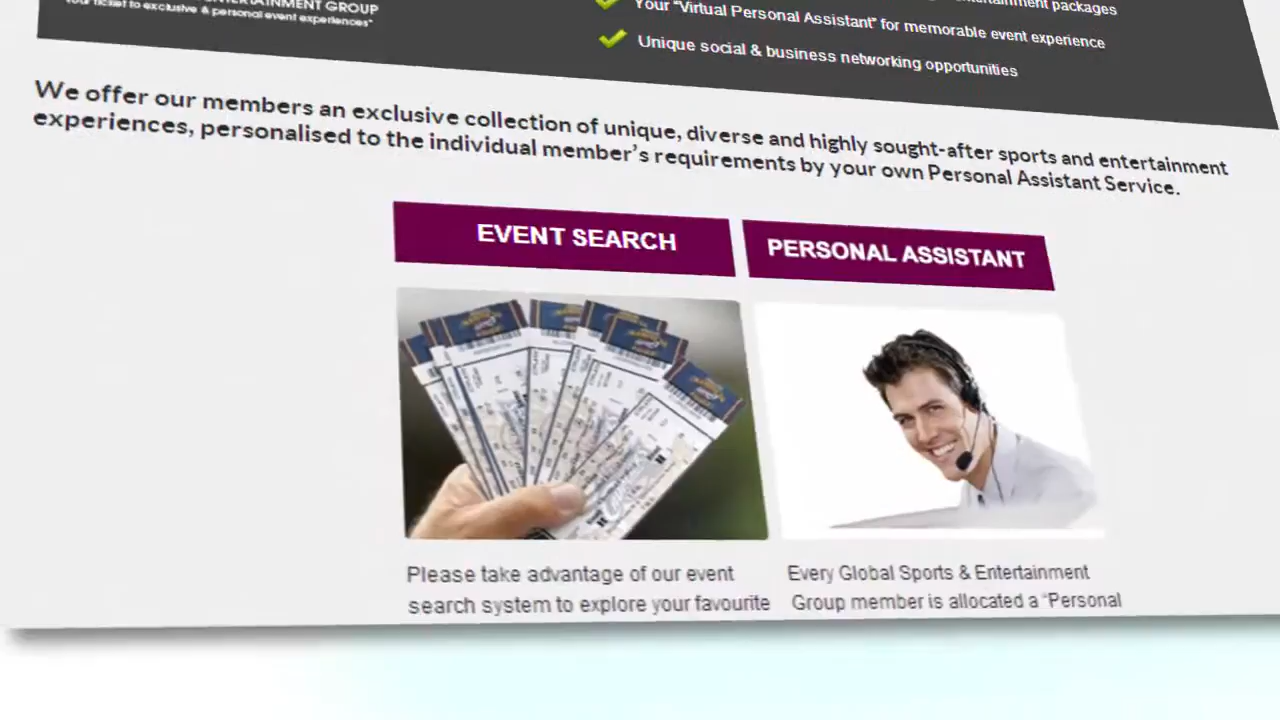 ENTERTAINMENT GROUP
Your ticket to exclusive & personal event experiences"
entertainment packages
Your "Virtual Personal Assistant" for memorable event experience
Unique social & business networking opportunities
We offer our members an exclusive collection of unique, diverse and highly sought-after sports and entertainment
experiences, personalised to the individual member's requirements by your own Personal Assistant Service.
EVENT SEARCH
PERSONAL ASSISTANT
Please take advantage of our event
search system to explore your favourite
Every Global Sports & Entertainment
Group member is allocated a "Personal